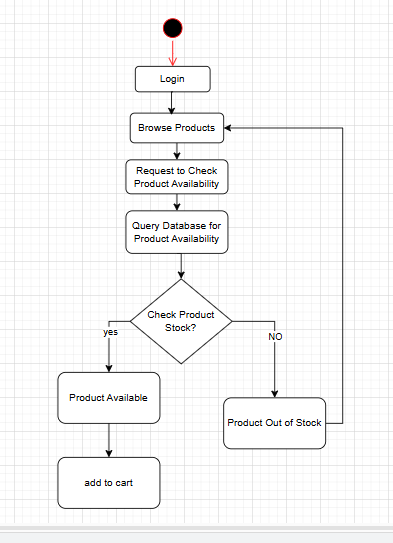 Login
Browse Products
Request to Check
Product Availability
Query Database for
Product Availability
Check Product
Stock?
yes
NO
Product Available
Product Out of Stock
add to cart